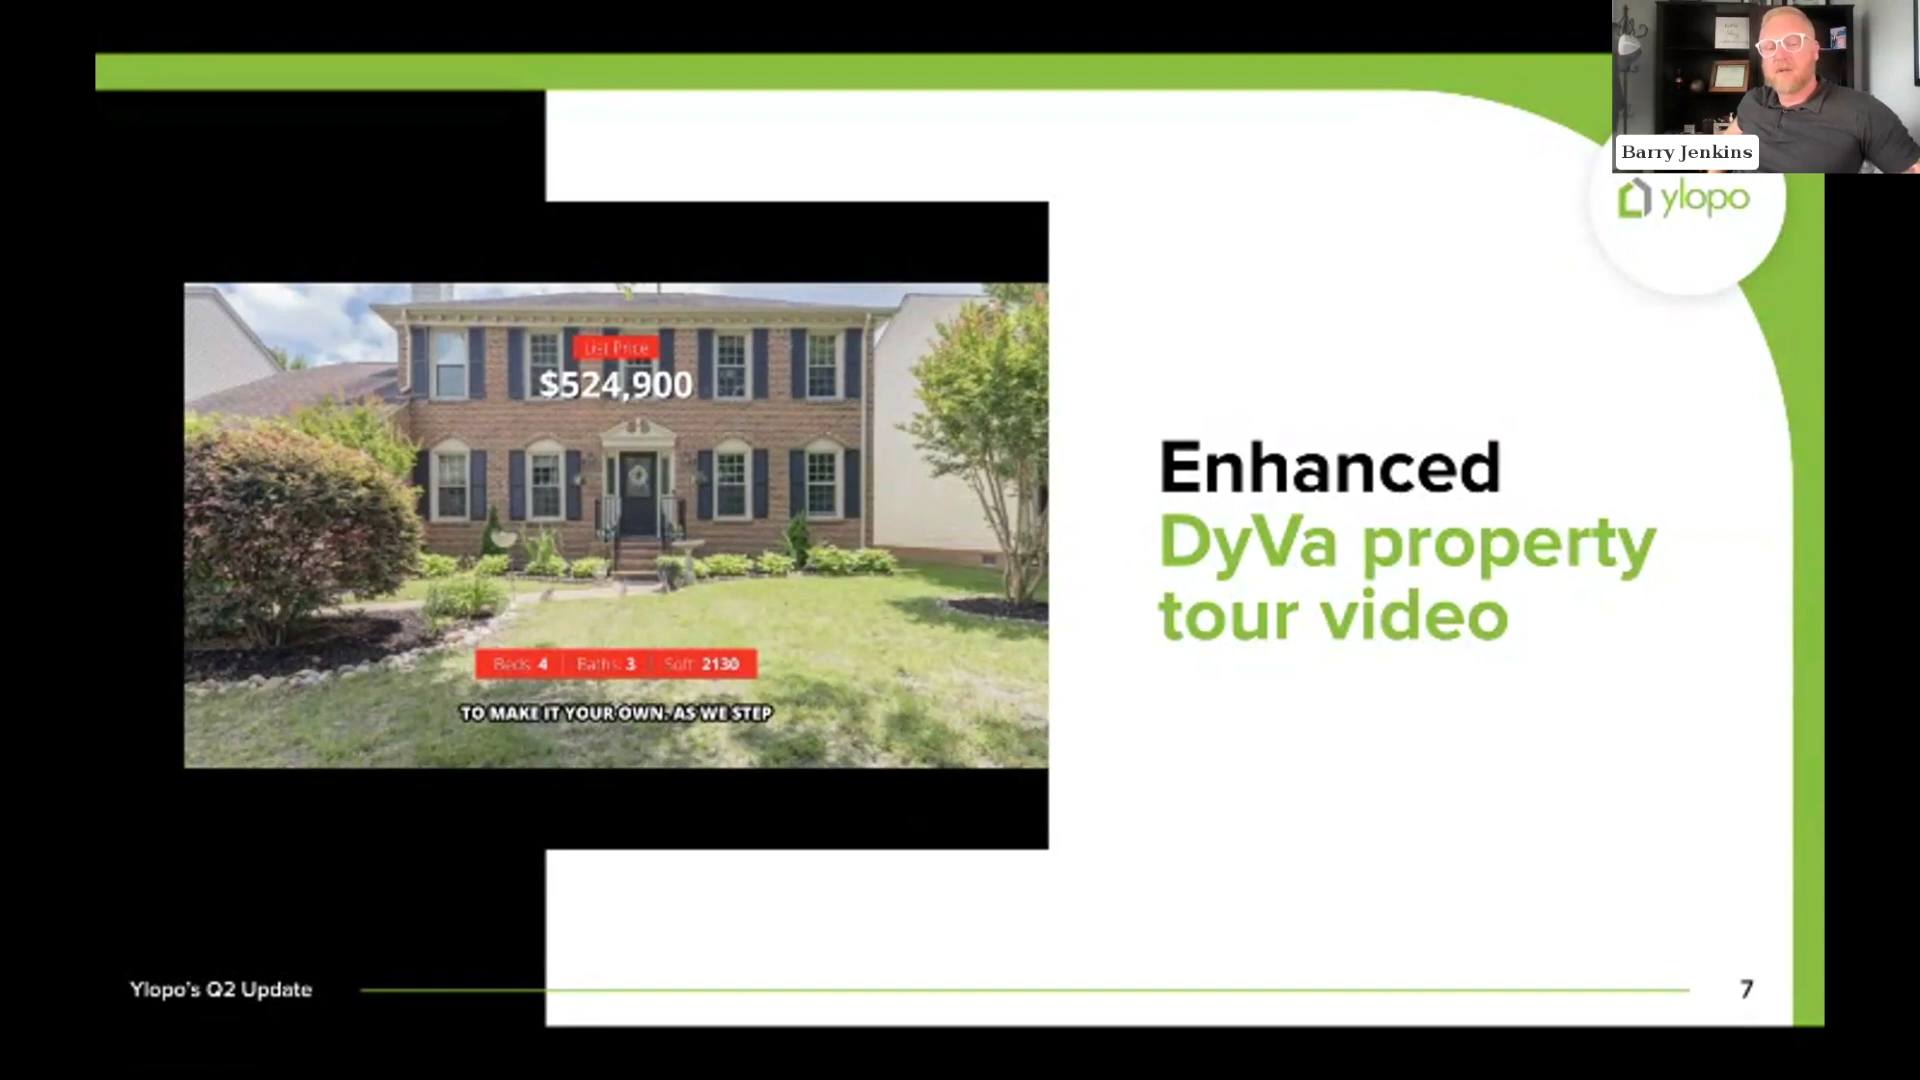 Barry Jenkins
ylopo
List Price
$524,900
Beds 4 | Baths 3 | Sqft 2130
TO MAKE IT YOUR OWN. AS WE STEP
Enhanced
DyVa property
tour video
Ylopo's Q2 Update
7